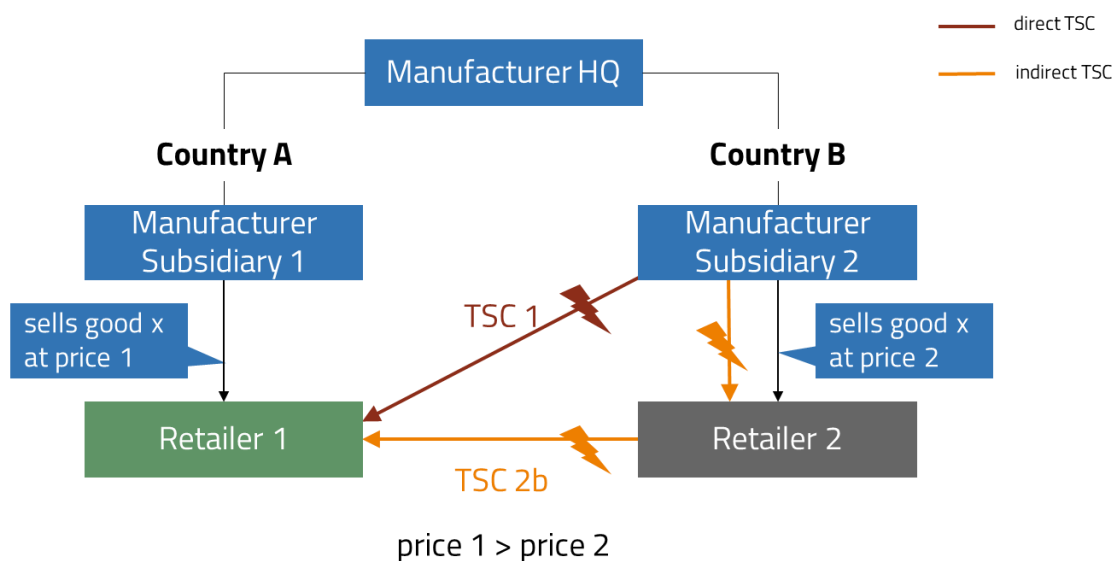 direct TSC
Manufacturer HQ
indirect TSC
Country A
Country B
Manufacturer
Subsidiary 1
Manufacturer
Subsidiary 2
TSC 1
sells good x
at price 1
sells good x
at price 2
Retailer 1
Retailer 2
TSC 2b
price 1 > price 2